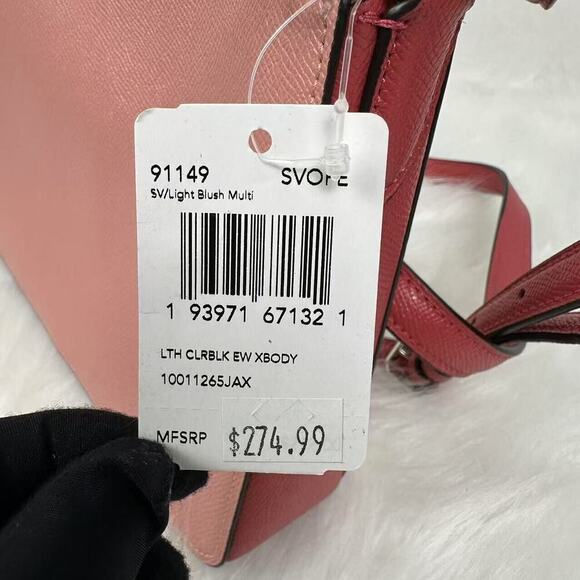 91149
SV/Light Blush Multi
1 93971 67132 1
LTH CLRBLK EW XBODY
10011265JAX
MFSRP $274.99